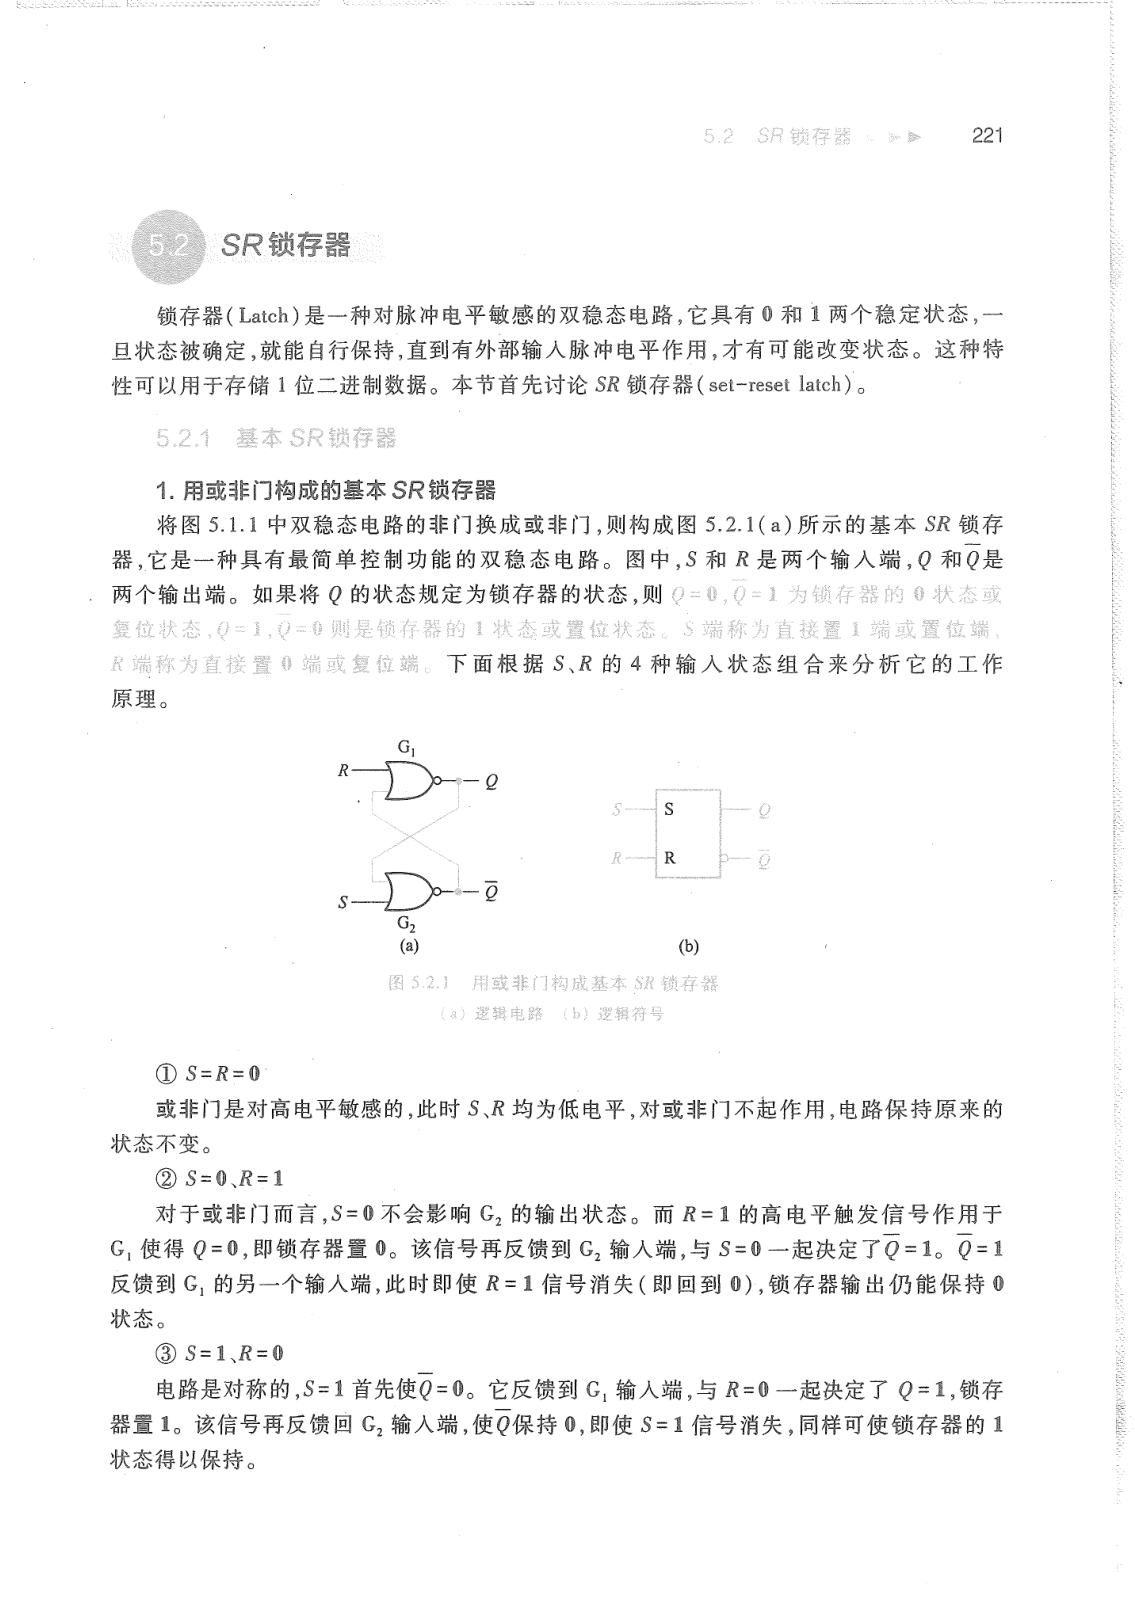 5.2 SR锁存器 221
5.2 SR锁存器
锁存器(Latch)是一种对脉冲电平敏感的双稳态电路,它具有0和1两个稳定状态,一
旦状态被确定,就能自行保持,直到有外部输入脉冲电平作用,才有可能改变状态。这种特
性可以用于存储1位二进制数据。本节首先讨论SR锁存器(set-reset latch)。
5.2.1 基本SR锁存器
1. 用或非门构成的基本SR锁存器
将图5.1.1中双稳态电路的非门换成或非门,则构成图5.2.1(a)所示的基本SR锁存
器,它是一种具有最简单控制功能的双稳态电路。图中,S和R是两个输入端,Q和Q̅是
两个输出端。如果将Q的状态规定为锁存器的状态,则Q=0,Q̅=1为锁存器的0状态或
复位状态,Q=1,Q̅=0则是锁存器的1状态或置位状态。S端称为直接置1端或置位端,
R端称为直接置0端或复位端。下面根据S、R的4种输入状态组合来分析它的工作
原理。
G₁
R Q
S Q̅
G₂
(a)
S S Q
R R Q̅
(b)
图5.2.1 用或非门构成基本SR锁存器
(a)逻辑电路 (b)逻辑符号
① S=R=0
或非门是对高电平敏感的,此时S、R均为低电平,对或非门不起作用,电路保持原来的
状态不变。
② S=0、R=1
对于或非门而言,S=0不会影响G₂的输出状态。而R=1的高电平触发信号作用于
G₁使得Q=0,即锁存器置0。该信号再反馈到G₂输入端,与S=0一起决定了Q̅=1。Q̅=1
反馈到G₁的另一个输入端,此时即使R=1信号消失(即回到0),锁存器输出仍能保持0
状态。
③ S=1、R=0
电路是对称的,S=1首先使Q̅=0。它反馈到G₁输入端,与R=0一起决定了Q=1,锁存
器置1。该信号再反馈回G₂输入端,使Q̅保持0,即使S=1信号消失,同样可使锁存器的1
状态得以保持。